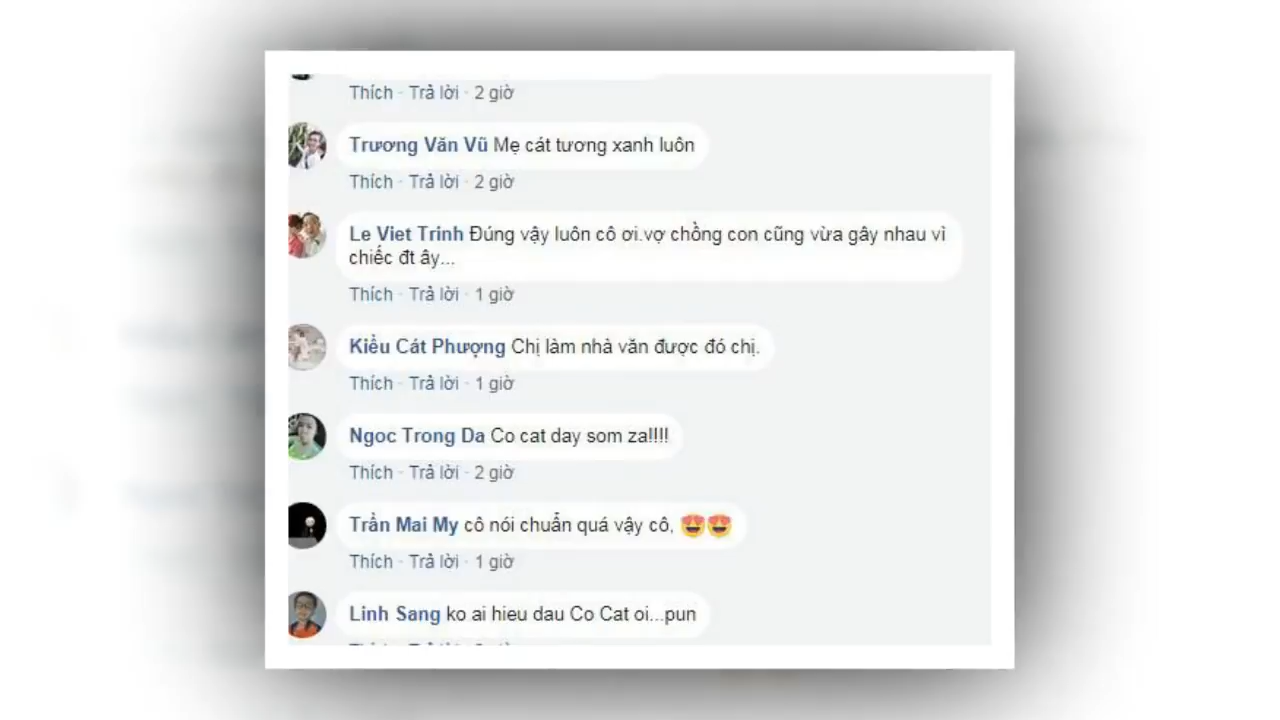 Thích · Trả lời · 2 giờ
Trương Văn Vũ Mẹ cát tương xanh luôn
Thích · Trả lời · 2 giờ
Le Viet Trinh Đúng vậy luôn cô ơi.vợ chồng con cũng vừa gây nhau vì
chiếc đt ây...
Thích · Trả lời · 1 giờ
Kiều Cát Phượng Chị làm nhà văn được đó chị.
Thích · Trả lời · 1 giờ
Ngoc Trong Da Co cat day som za!!!!
Thích · Trả lời · 2 giờ
Trần Mai My cô nói chuẩn quá vậy cô, 😍😍
Thích · Trả lời · 1 giờ
Linh Sang ko ai hieu dau Co Cat oi...pun